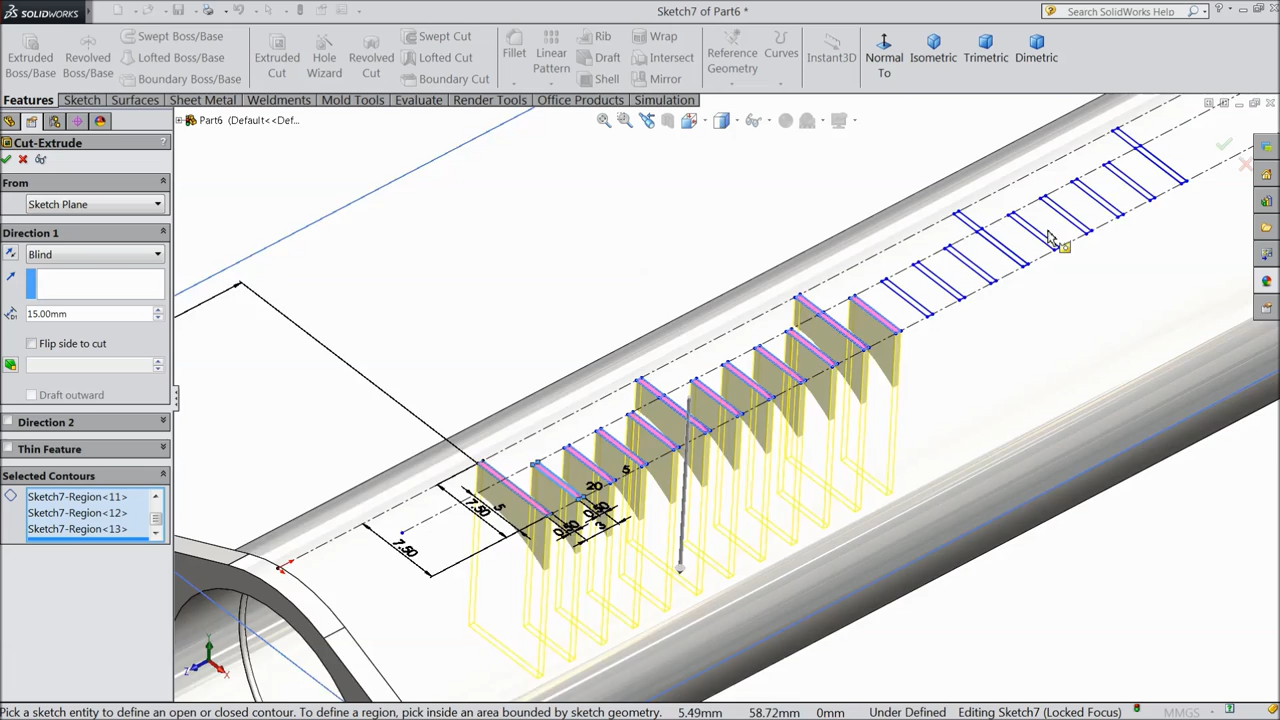 SOLIDWORKS
Sketch7 of Part6 *
Search SolidWorks Help
Extruded Boss/Base
Revolved Boss/Base
Swept Boss/Base
Lofted Boss/Base
Boundary Boss/Base
Extruded Cut
Hole Wizard
Revolved Cut
Swept Cut
Lofted Cut
Boundary Cut
Fillet
Linear Pattern
Rib
Draft
Shell
Wrap
Intersect
Mirror
Reference Geometry
Curves
Instant3D
Normal To
Isometric
Trimetric
Dimetric
Features
Sketch
Surfaces
Sheet Metal
Weldments
Mold Tools
Evaluate
Render Tools
Office Products
Simulation
Part6 (Default<<Def...
Cut-Extrude
?
From
Sketch Plane
Direction 1
Blind
15.00mm
Flip side to cut
Draft outward
Direction 2
Thin Feature
Selected Contours
Sketch7-Region<11>
Sketch7-Region<12>
Sketch7-Region<13>
5
20
5
7.50
0.50
0.50
3
7.50
Y
Z
X
Pick a sketch entity to define an open or closed contour. To define a region, pick inside an area bounded by sketch geometry.
5.49mm
58.72mm
0mm
Under Defined
Editing Sketch7 (Locked Focus)
MMGS